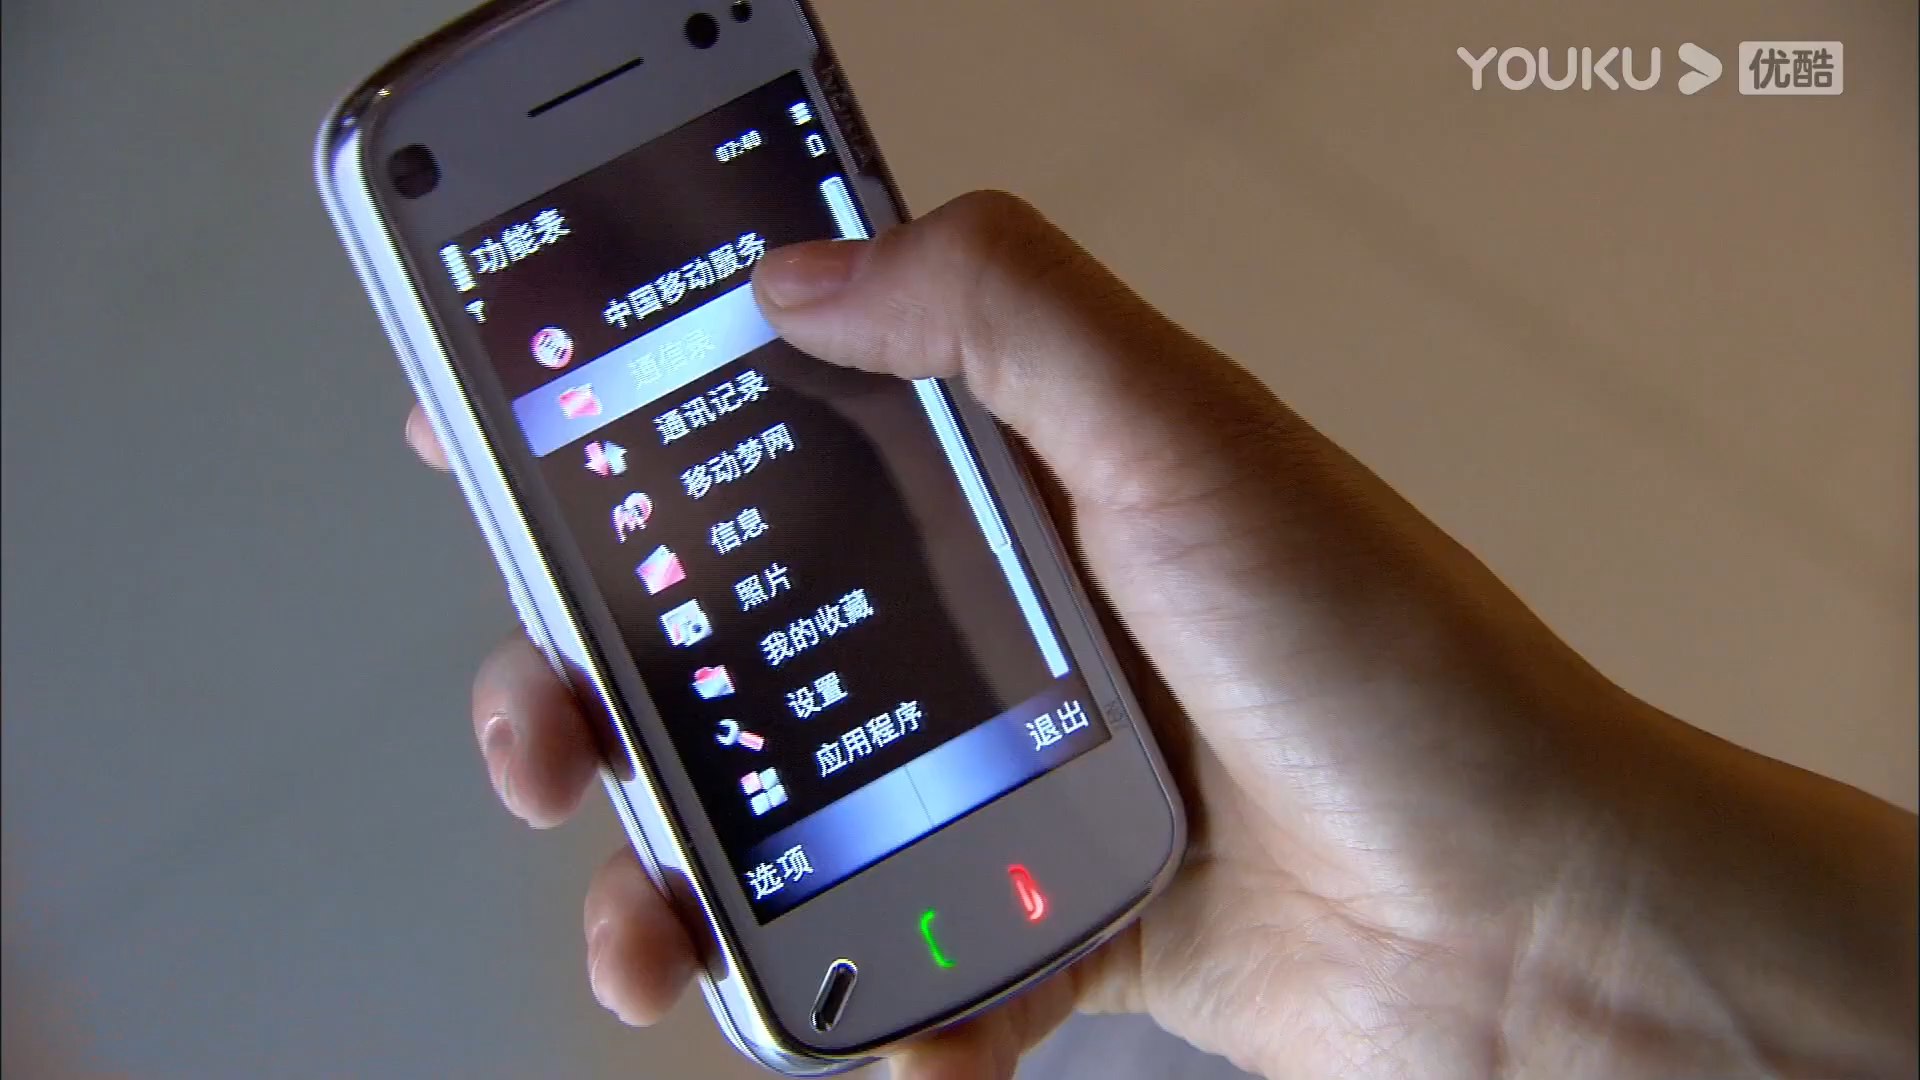 YOUKU 优酷
07:40
功能表
中国移动服务
通信录
通讯记录
移动梦网
信息
照片
我的收藏
设置
应用程序
选项
退出